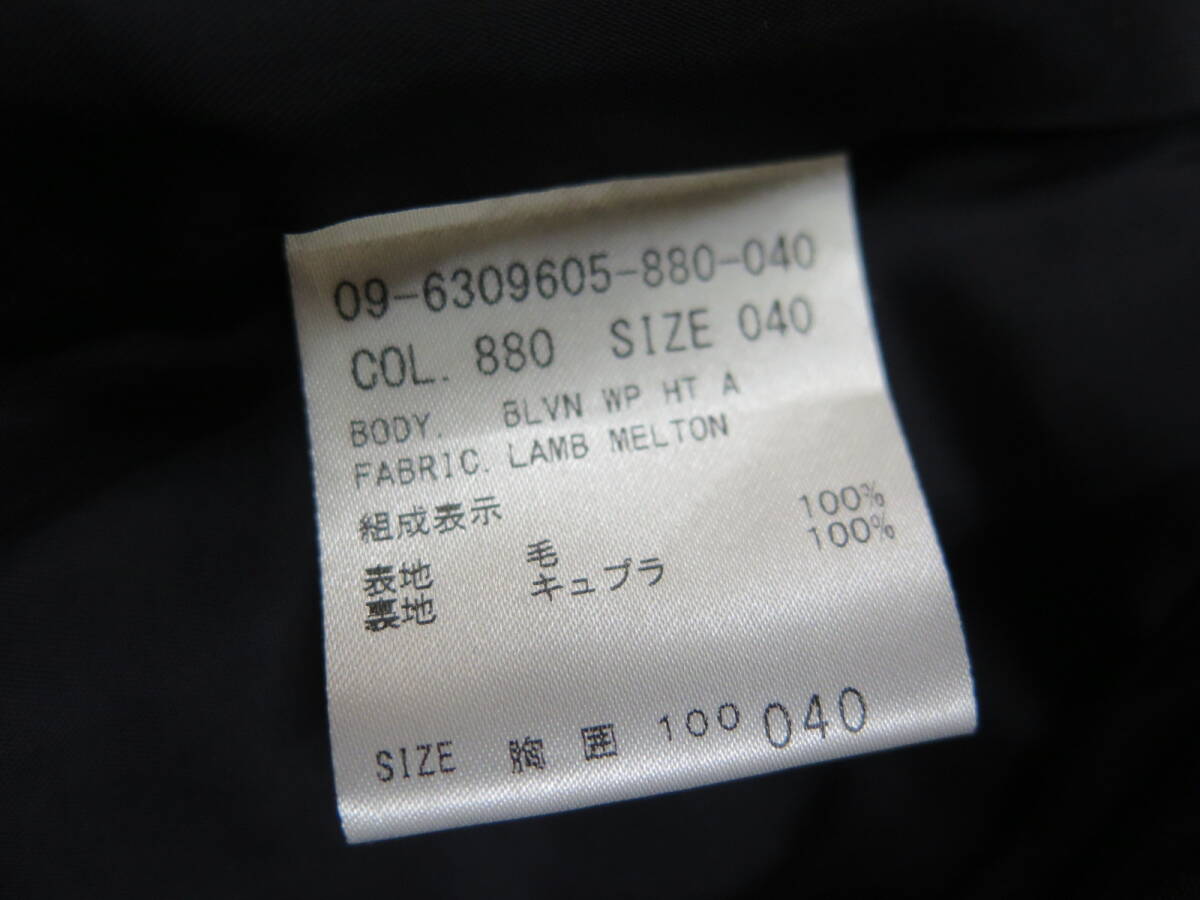 09-6309605-880-040
COL. 880 SIZE 040
BODY. BLVN WP HT A
FABRIC. LAMB MELTON
組成表示
表地 毛 100%
裏地 キュプラ 100%
SIZE 胸囲 100 040